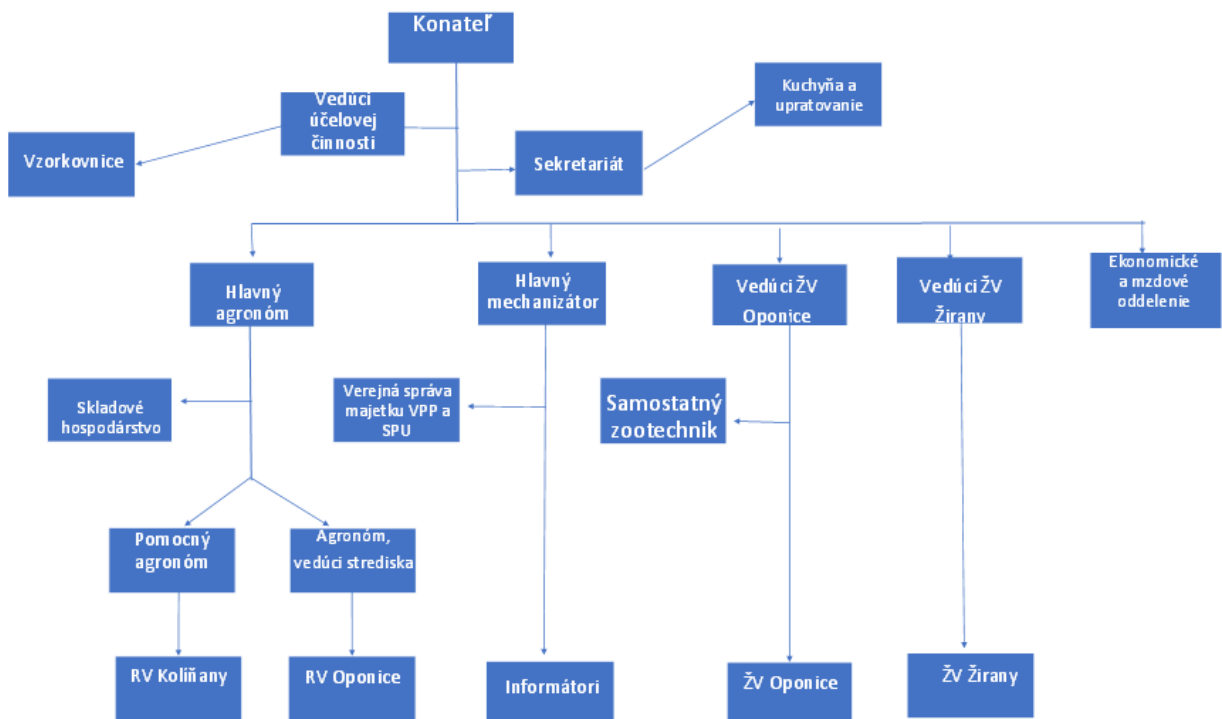 Konateľ
Kuchyňa a
upratovanie
Vedúci
účelovej
činnosti
Vzorkovnice
Sekretariát
Hlavný
agronóm
Hlavný
mechanizátor
Vedúci ŽV
Oponice
Vedúci ŽV
Žirany
Ekonomické
a mzdové
oddelenie
Skladové
hospodárstvo
Verejná správa
majetku VPP a
SPU
Samostatný
zootechnik
Pomocný
agronóm
Agronóm,
vedúci strediska
RV Kolíňany
RV Oponice
Informátori
ŽV Oponice
ŽV Žirany